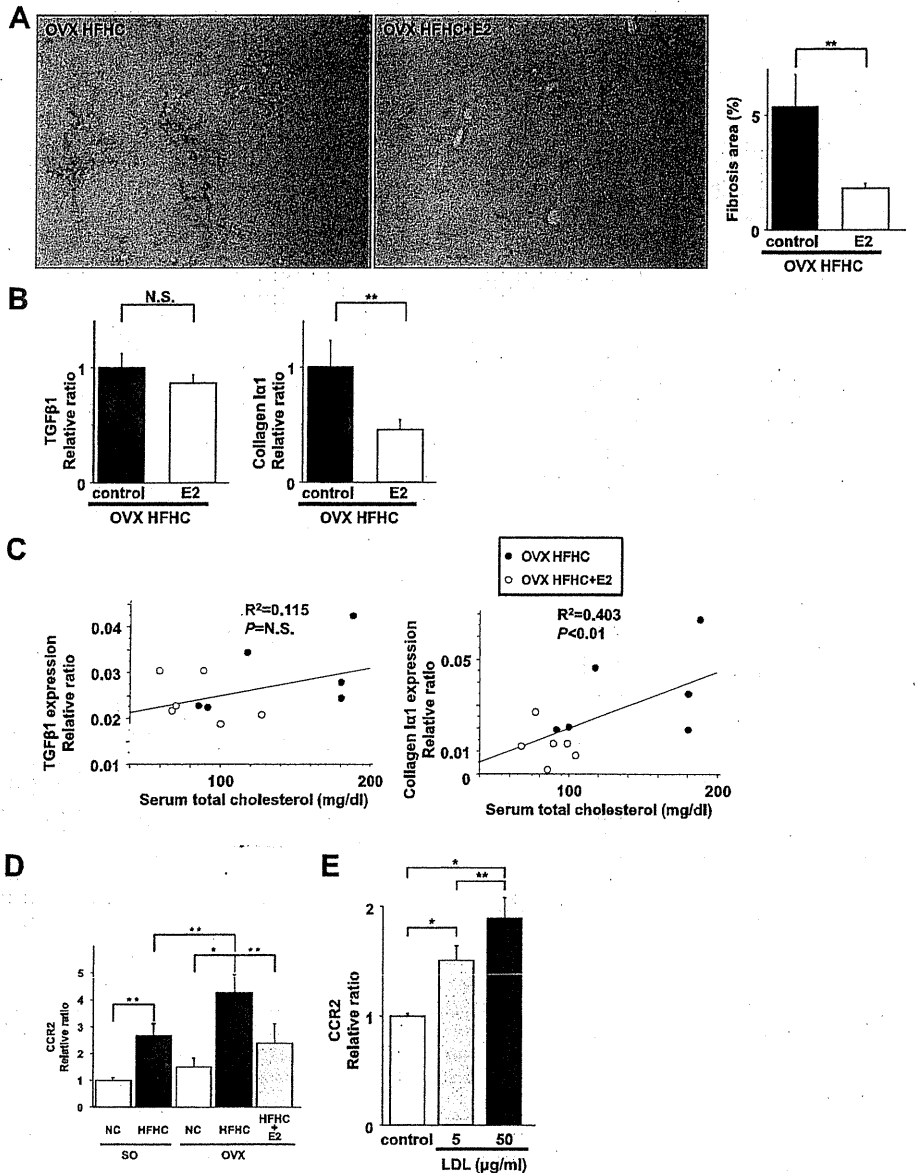 A
OVX HFHC
OVX HFHC+E2
**
Fibrosis area (%)
5
0
control E2
OVX HFHC
B
N.S.
TGFβ1
Relative ratio
1
0
control E2
OVX HFHC
**
Collagen Iα1
Relative ratio
1
0
control E2
OVX HFHC
C
● OVX HFHC
○ OVX HFHC+E2
R²=0.115
P=N.S.
TGFβ1 expression
Relative ratio
0.04
0.03
0.02
0.01
100 200
Serum total cholesterol (mg/dl)
R²=0.403
P<0.01
Collagen Iα1 expression
Relative ratio
0.05
0.01
0
100 200
Serum total cholesterol (mg/dl)
D
**
* **
**
CCR2
Relative ratio
5
4
3
2
1
0
NC HFHC NC HFHC HFHC + E2
SO OVX
E
*
**
*
CCR2
Relative ratio
2
1
0
control 5 50
LDL (μg/ml)